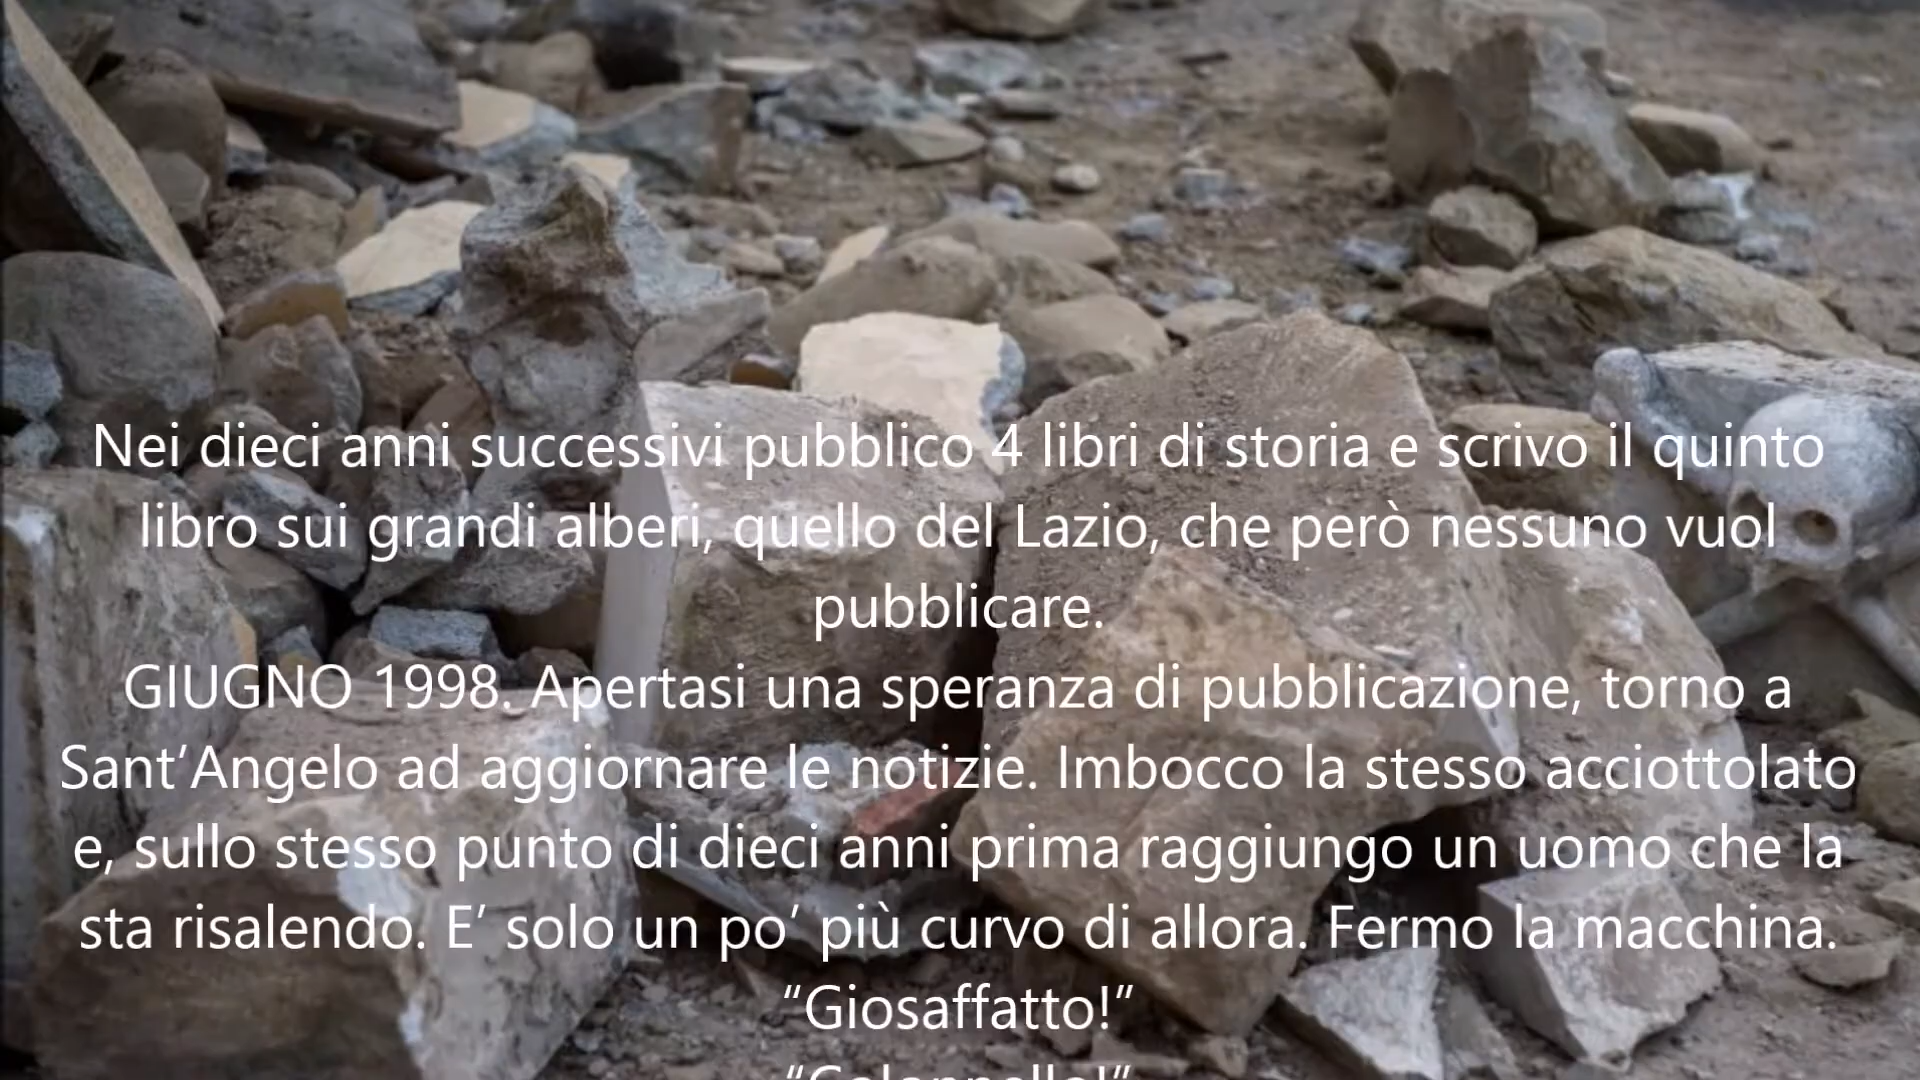 Nei dieci anni successivi pubblico 4 libri di storia e scrivo il quinto
libro sui grandi alberi, quello del Lazio, che però nessuno vuol
pubblicare.
GIUGNO 1998. Apertasi una speranza di pubblicazione, torno a
Sant’Angelo ad aggiornare le notizie. Imbocco la stesso acciottolato
e, sullo stesso punto di dieci anni prima raggiungo un uomo che la
sta risalendo. E’ solo un po’ più curvo di allora. Fermo la macchina.
“Giosaffatto!”